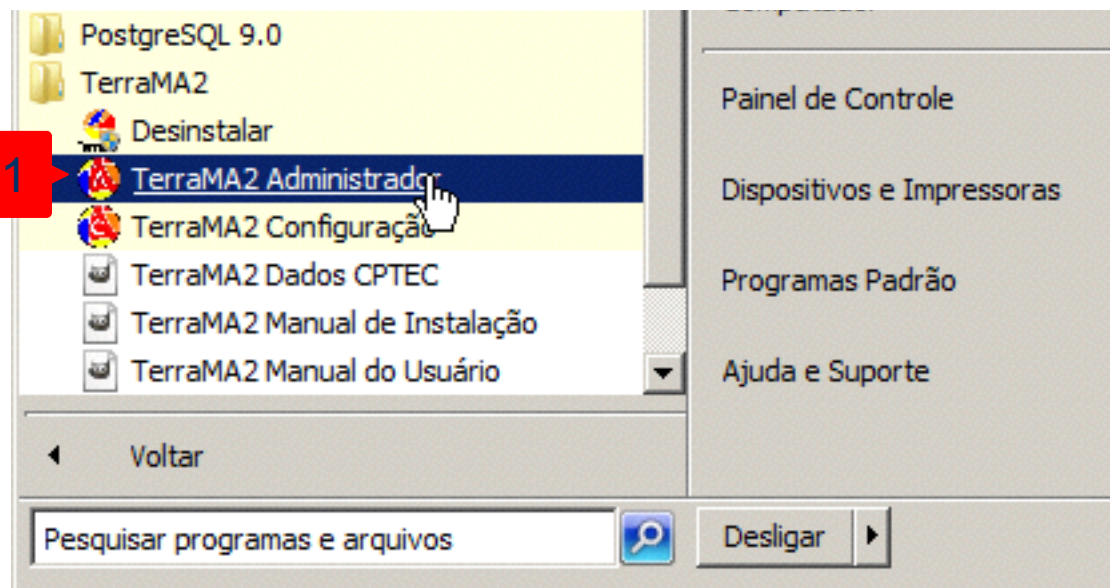 PostgreSQL 9.0
TerraMA2
Desinstalar
1
TerraMA2 Administrador
TerraMA2 Configuração
TerraMA2 Dados CPTEC
TerraMA2 Manual de Instalação
TerraMA2 Manual do Usuário
Voltar
Pesquisar programas e arquivos
Painel de Controle
Dispositivos e Impressoras
Programas Padrão
Ajuda e Suporte
Desligar